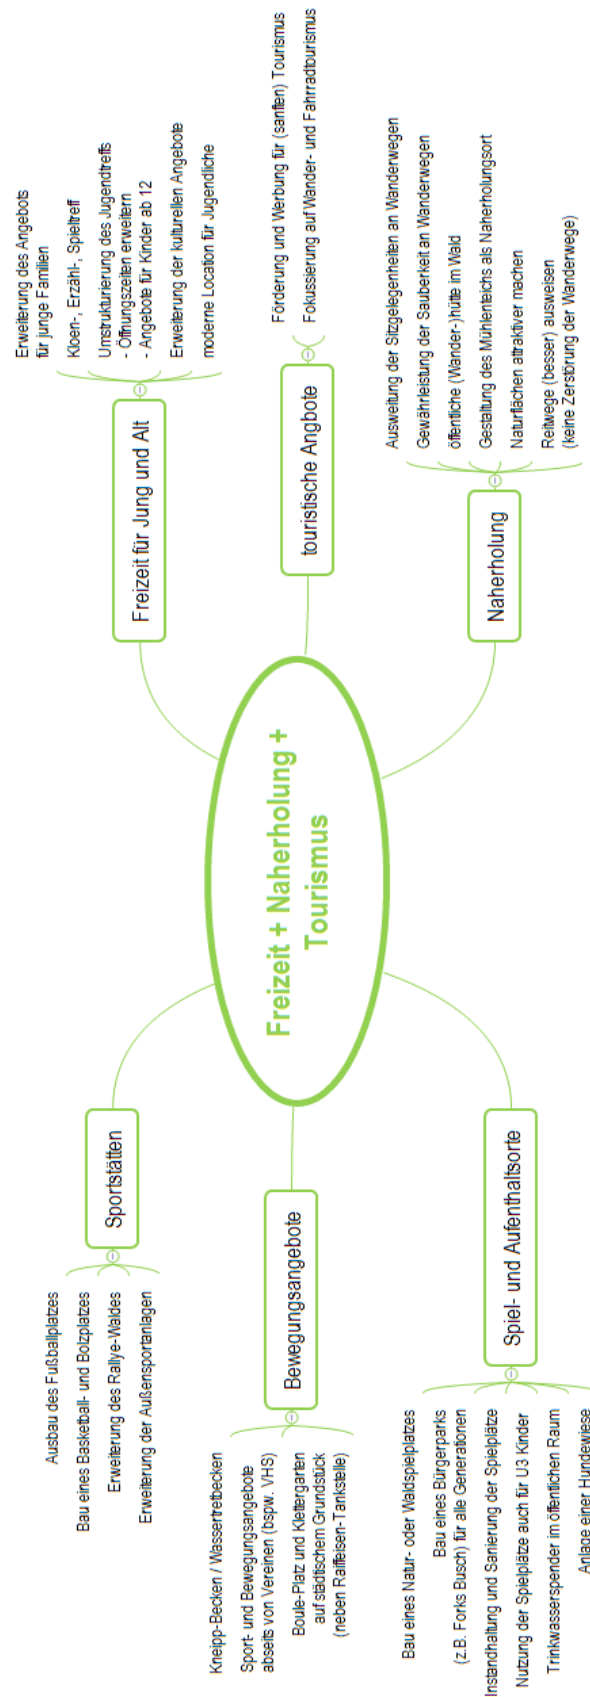 Freizeit + Naherholung +
Tourismus
Sportstätten
Ausbau des Fußballplatzes
Bau eines Basketball- und Bolzplatzes
Erweiterung des Rallye-Waldes
Erweiterung der Außensportanlagen
Bewegungsangebote
Kneipp-Becken / Wassertretbecken
Sport- und Bewegungsangebote
abseits von Vereinen (bspw. VHS)
Boule-Platz und Klettergarten
auf städtischem Grundstück
(neben Raiffeisen-Tankstelle)
Spiel- und Aufenthaltsorte
Bau eines Natur- oder Waldspielplatzes
Bau eines Bürgerparks
(z.B. Forks Busch) für alle Generationen
Instandhaltung und Sanierung der Spielplätze
Nutzung der Spielplätze auch für U3 Kinder
Trinkwasserspender im öffentlichen Raum
Anlage einer Hundewiese
Freizeit für Jung und Alt
Erweiterung des Angebots
für junge Familien
Kloen-, Erzähl-, Spieltreff
Umstrukturierung des Jugendtreffs
- Öffnungszeiten erweitern
- Angebote für Kinder ab 12
Erweiterung der kulturellen Angebote
moderne Location für Jugendliche
touristische Angbote
Förderung und Werbung für (sanften) Tourismus
Fokussierung auf Wander- und Fahrradtourismus
Naherholung
Ausweitung der Sitzgelegenheiten an Wanderwegen
Gewährleistung der Sauberkeit an Wanderwegen
öffentliche (Wander-)hütte im Wald
Gestaltung des Mühlenteichs als Naherholungsort
Naturflächen attraktiver machen
Reitwege (besser) ausweisen
(keine Zerstörung der Wanderwege)